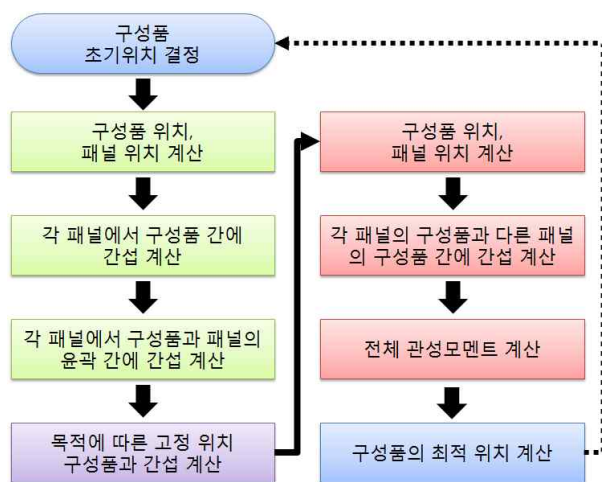 구성품
초기위치 결정
구성품 위치,
패널 위치 계산
각 패널에서 구성품 간에
간섭 계산
각 패널에서 구성품과 패널의
윤곽 간에 간섭 계산
목적에 따른 고정 위치
구성품과 간섭 계산
구성품 위치,
패널 위치 계산
각 패널의 구성품과 다른 패널
의 구성품 간에 간섭 계산
전체 관성모멘트 계산
구성품의 최적 위치 계산